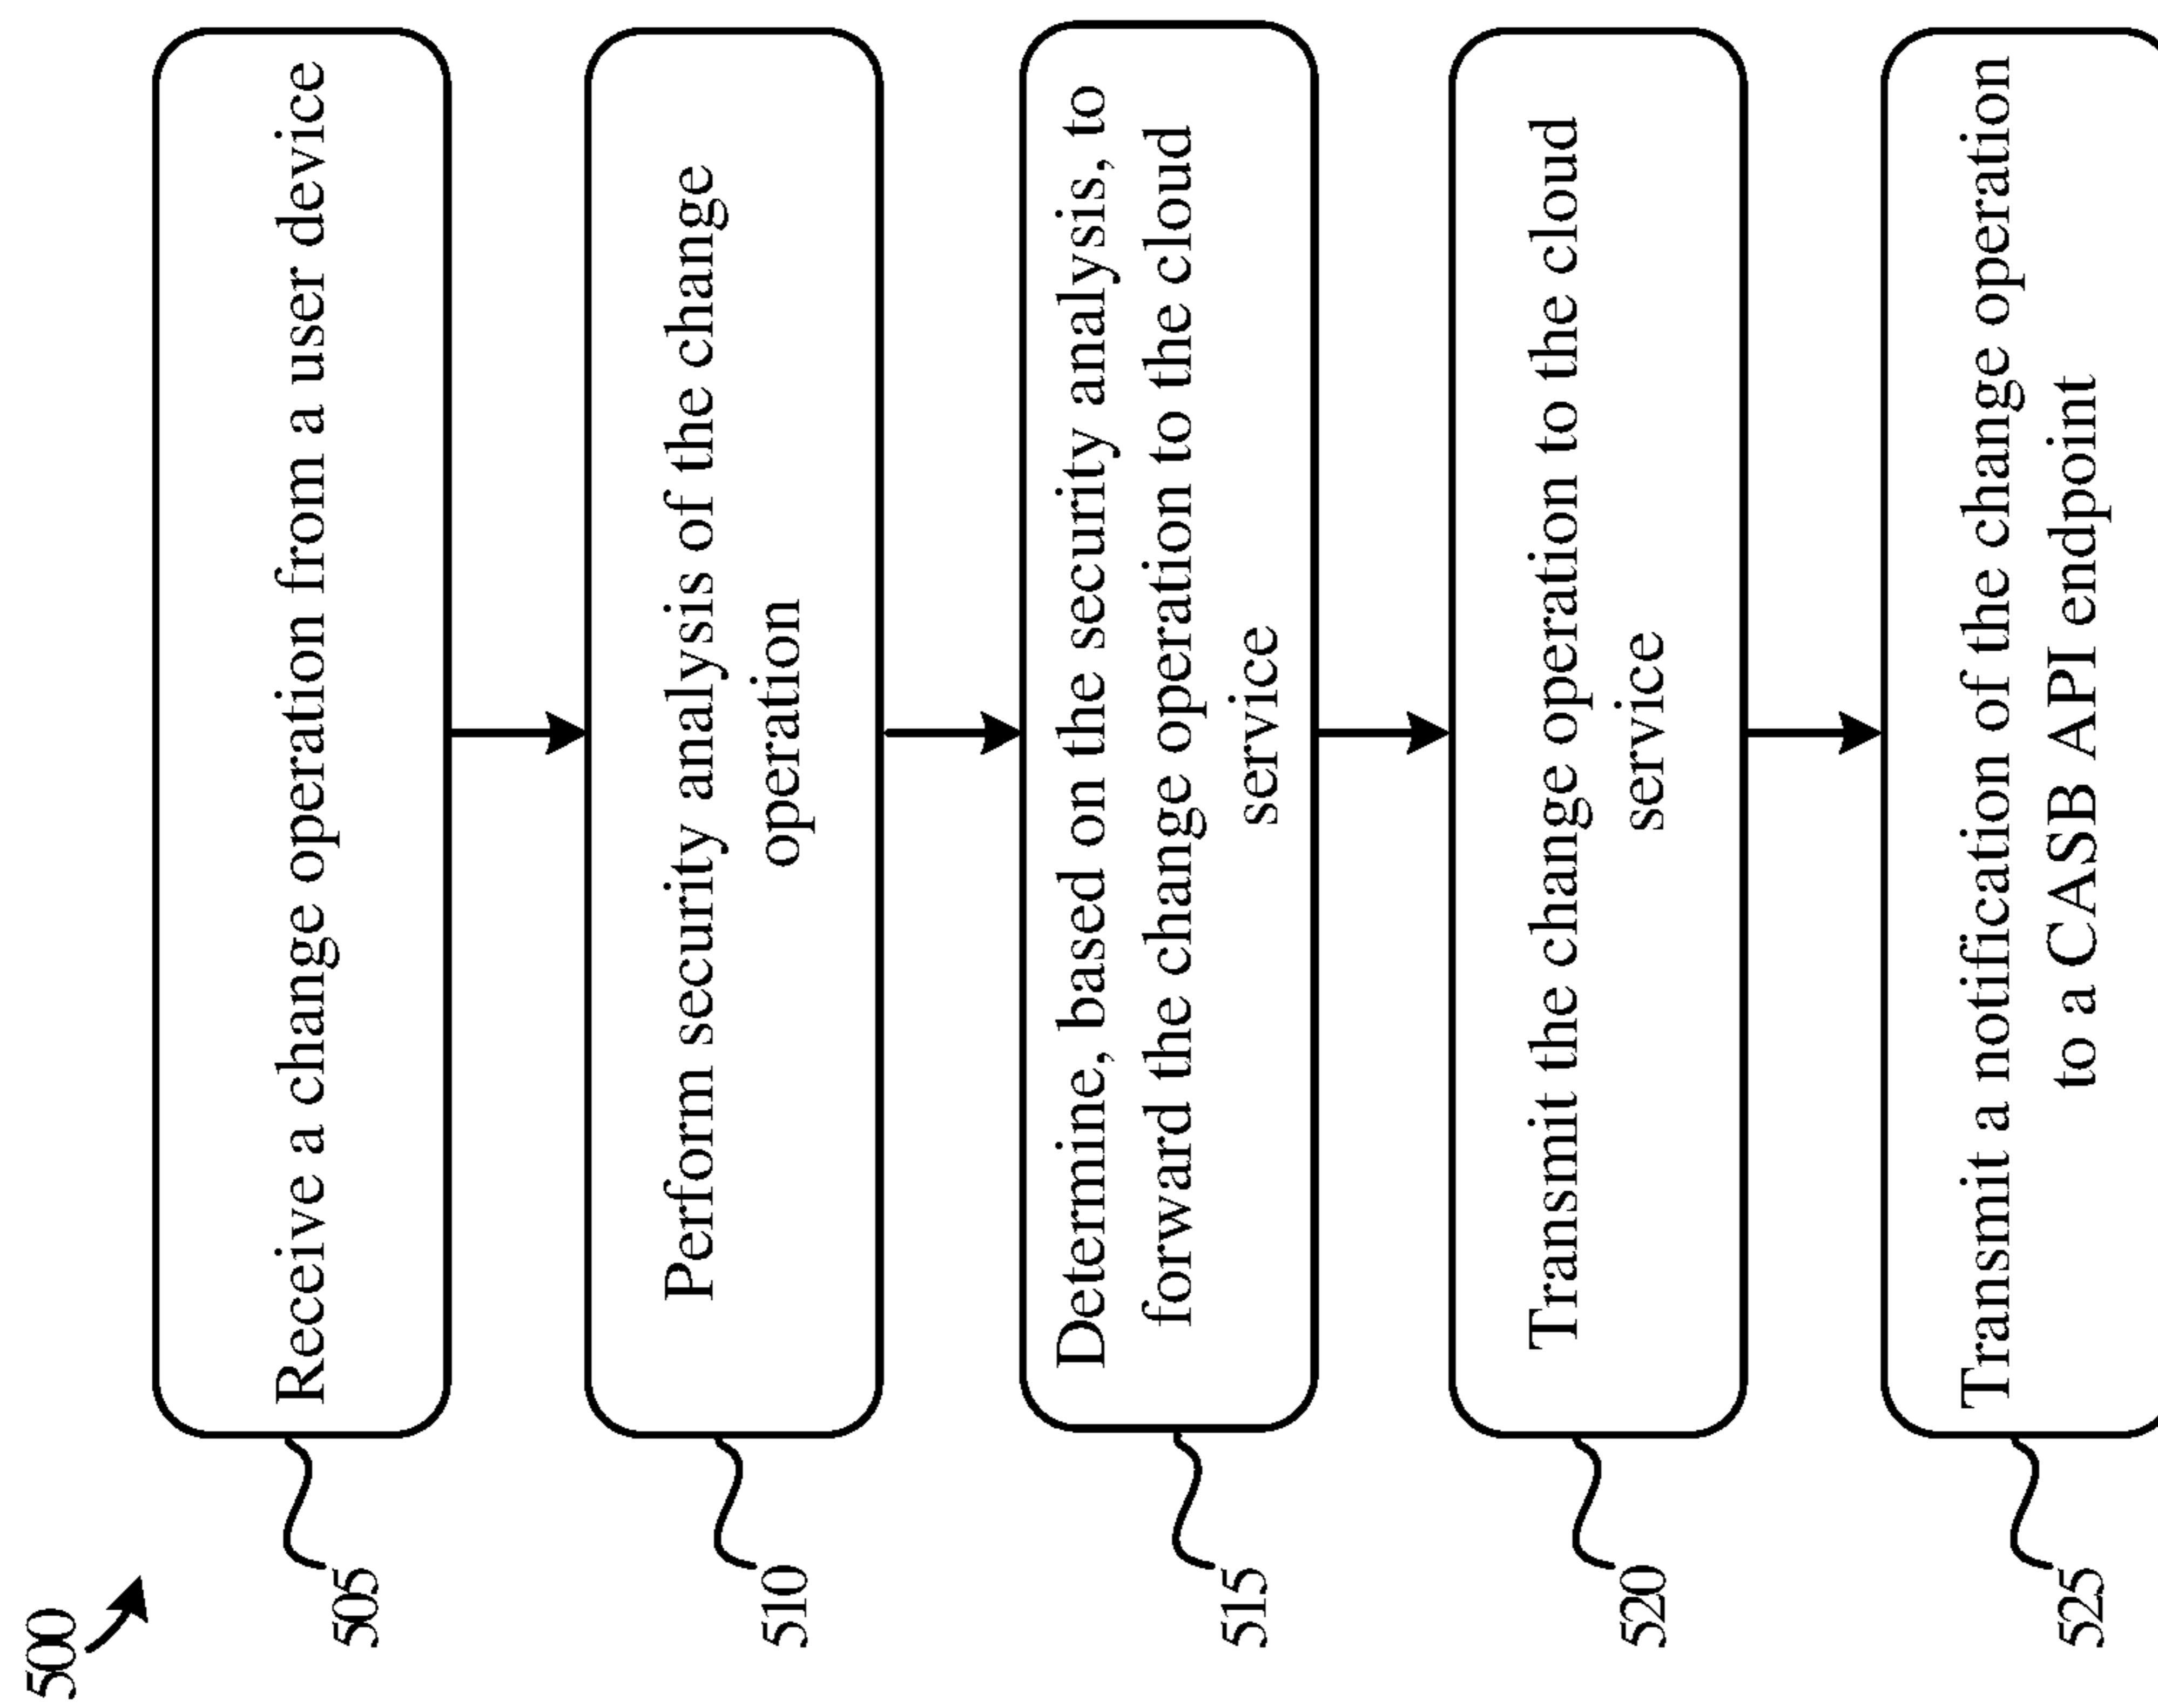 500
505
Receive a change operation from a user device
510
Perform security analysis of the change
operation
515
Determine, based on the security analysis, to
forward the change operation to the cloud
service
520
Transmit the change operation to the cloud
service
525
Transmit a notification of the change operation
to a CASB API endpoint